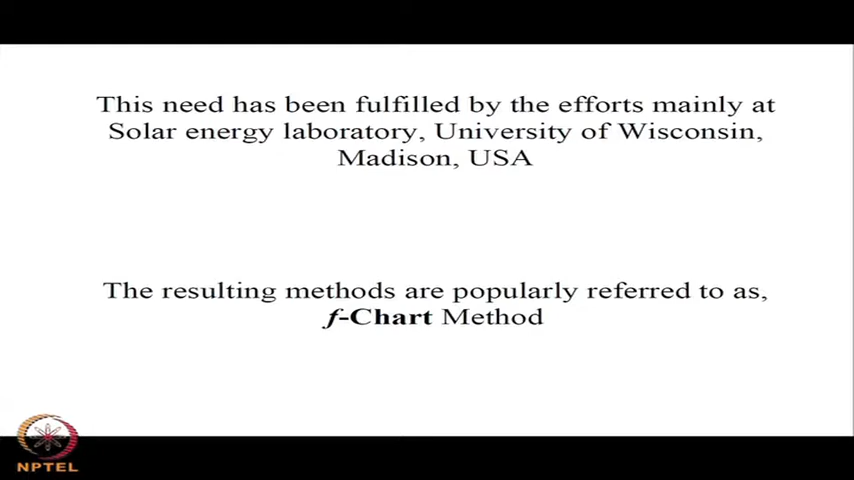 This need has been fulfilled by the efforts mainly at
Solar energy laboratory, University of Wisconsin,
Madison, USA
The resulting methods are popularly referred to as,
f-Chart Method
NPTEL